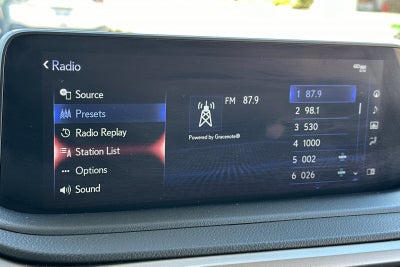 Radio
Source
Presets
Radio Replay
Station List
Options
Sound
FM 87.9
Powered by Gracenote®
1 87.9
2 98.1
3 530
4 1000
5 002
6 026